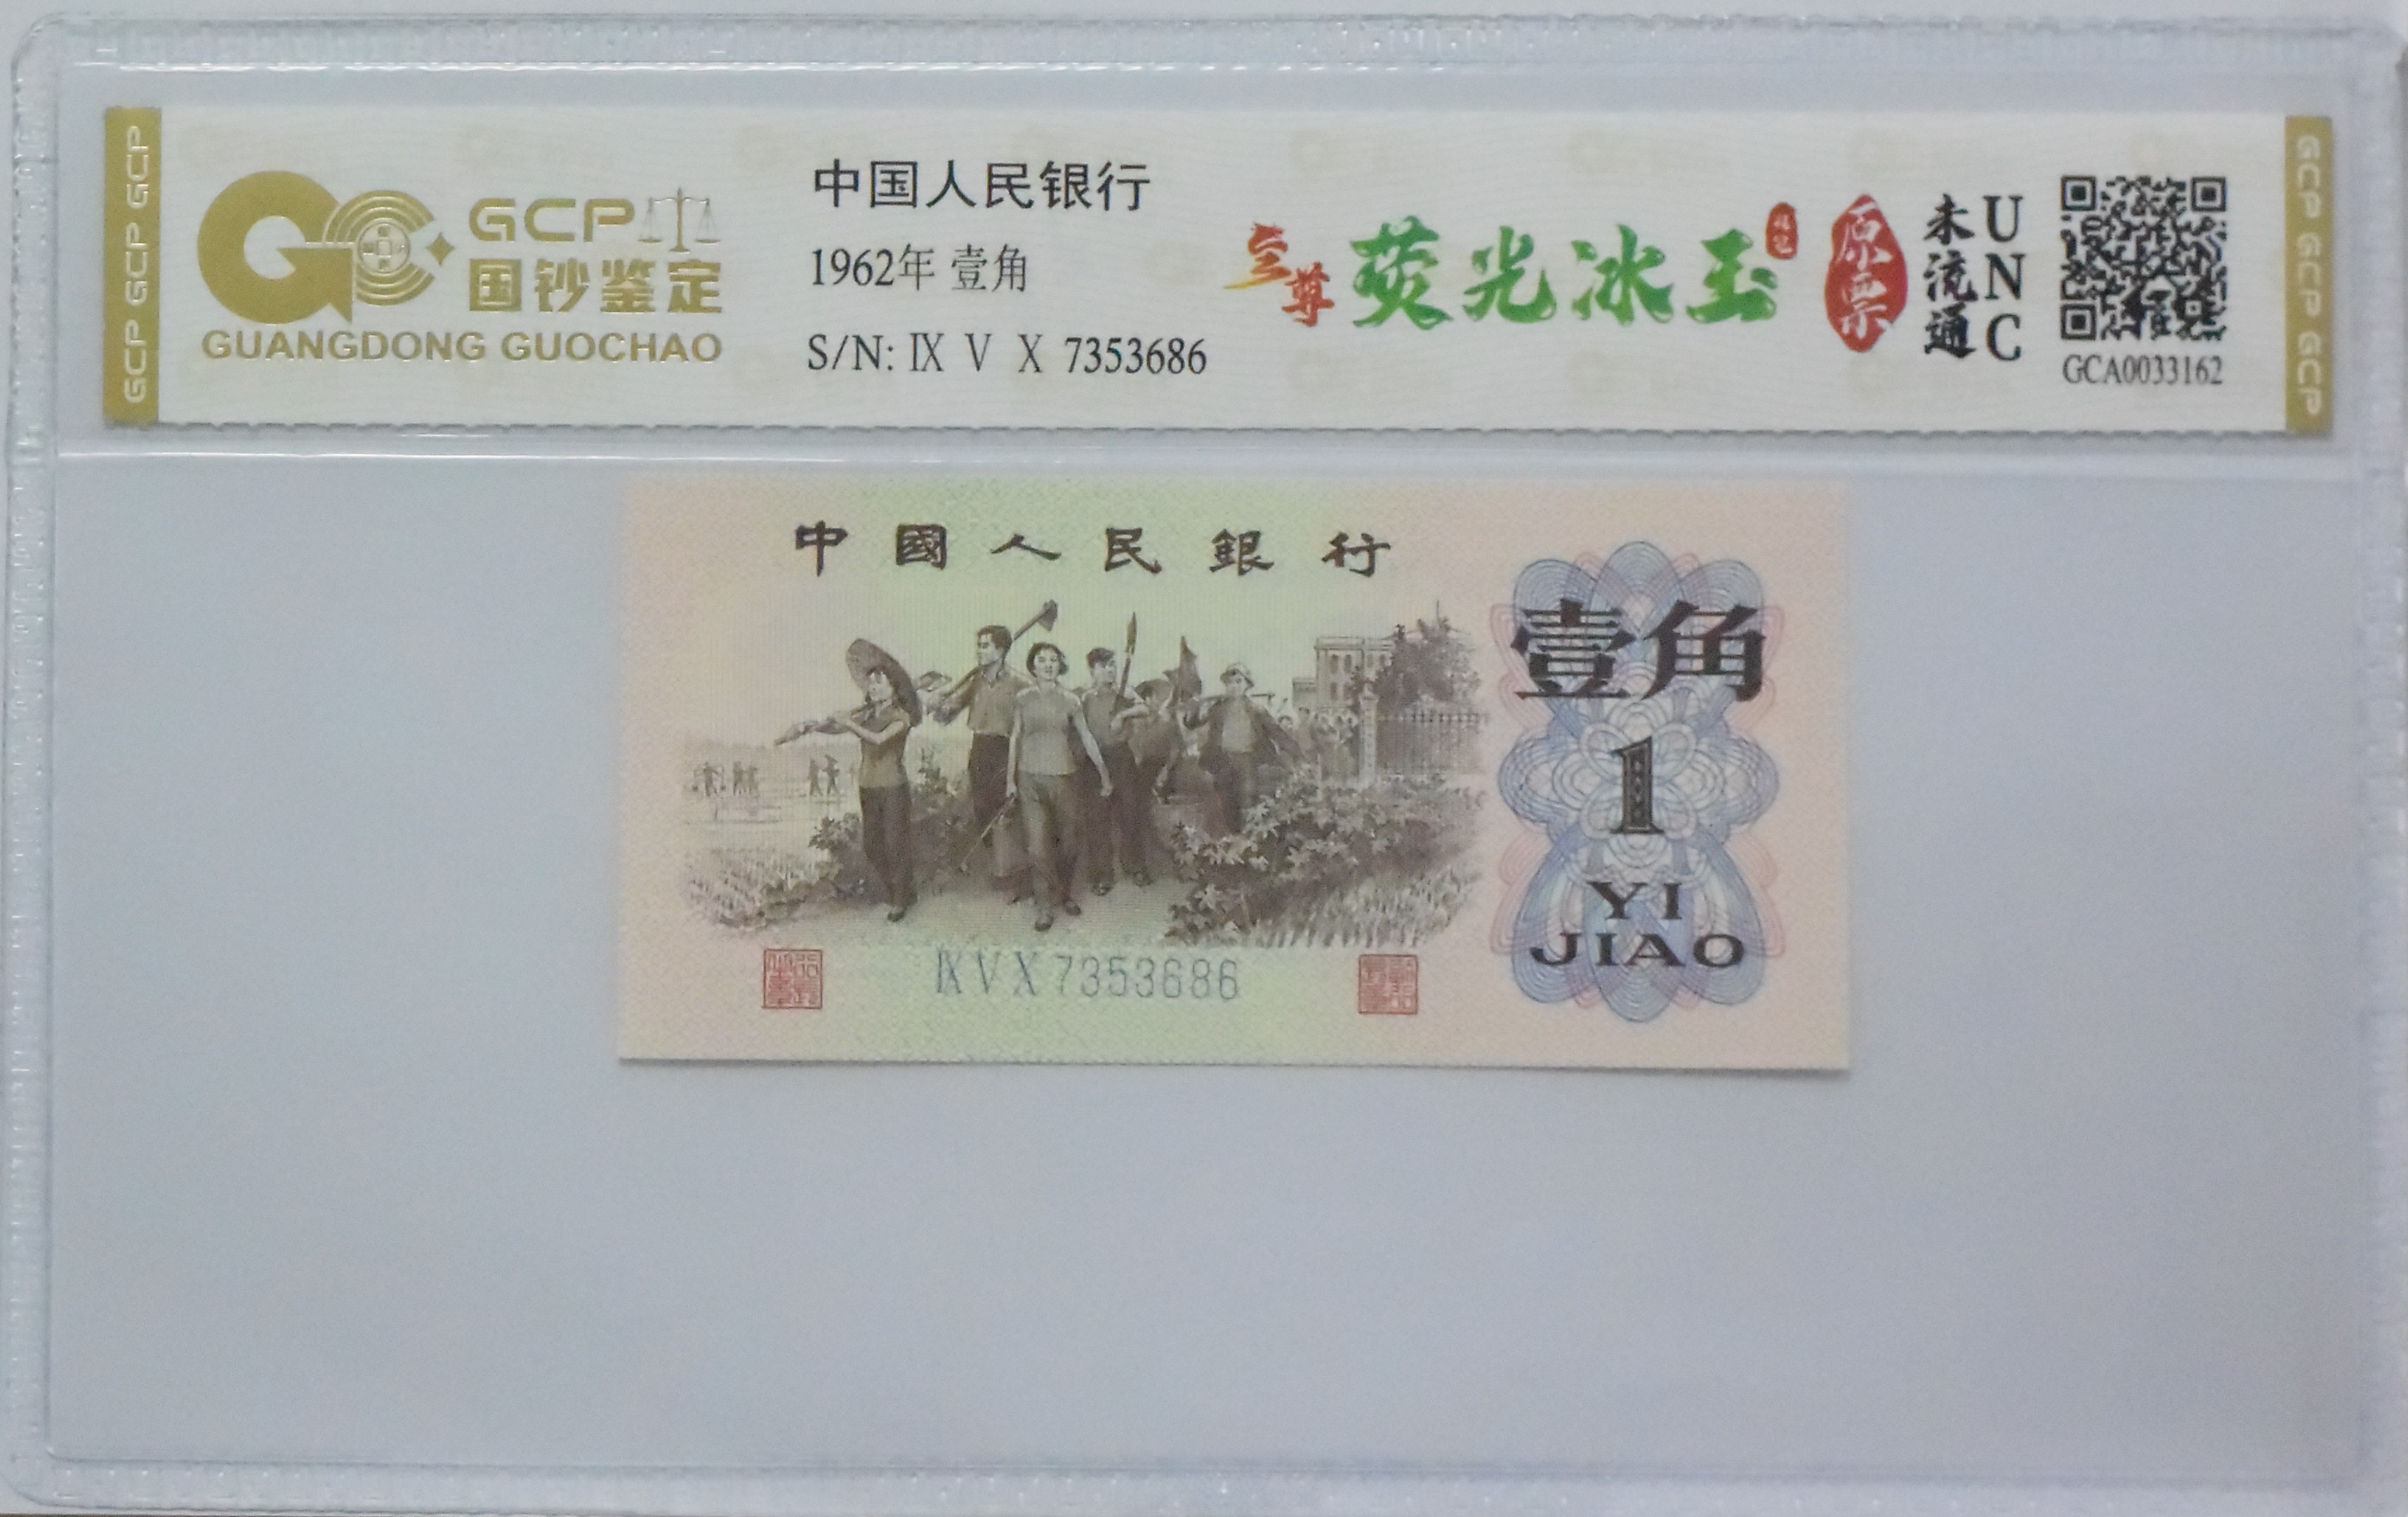 GCP GCP GCP
GCP
国钞鉴定
GUANGDONG GUOCHAO
中国人民银行
1962年 壹角
S/N: Ⅸ Ⅴ Ⅹ 7353686
至尊 荧光冰玉
原票
未流通
UNC
GCA0033162
GCP GCP GCP
中國人民銀行
壹角
1
YI
JIAO
ⅨⅤⅩ7353686